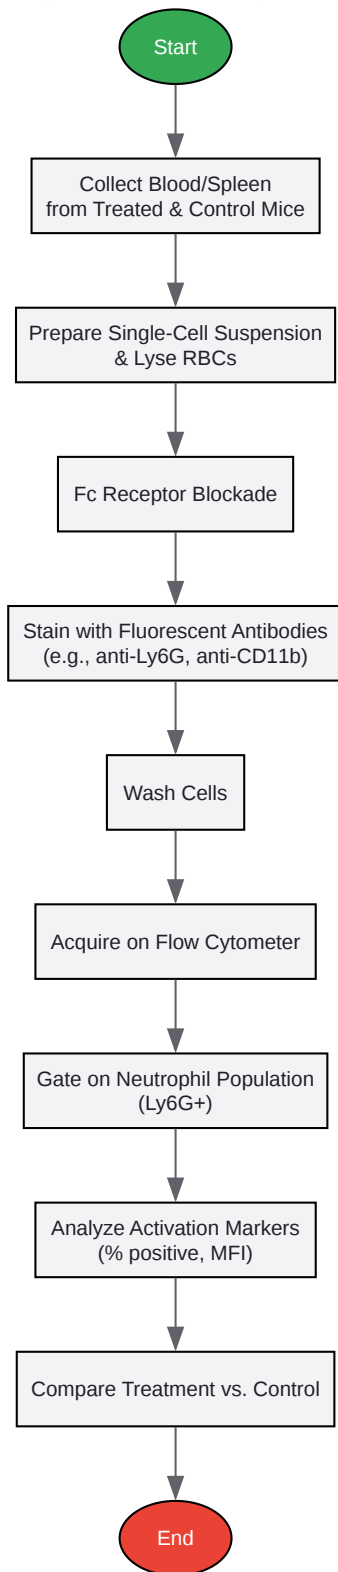 Start
Collect Blood/Spleen
from Treated & Control Mice
Prepare Single-Cell Suspension
& Lyse RBCs
Fc Receptor Blockade
Stain with Fluorescent Antibodies
(e.g., anti-Ly6G, anti-CD11b)
Wash Cells
Acquire on Flow Cytometer
Gate on Neutrophil Population
(Ly6G+)
Analyze Activation Markers
(% positive, MFI)
Compare Treatment vs. Control
End